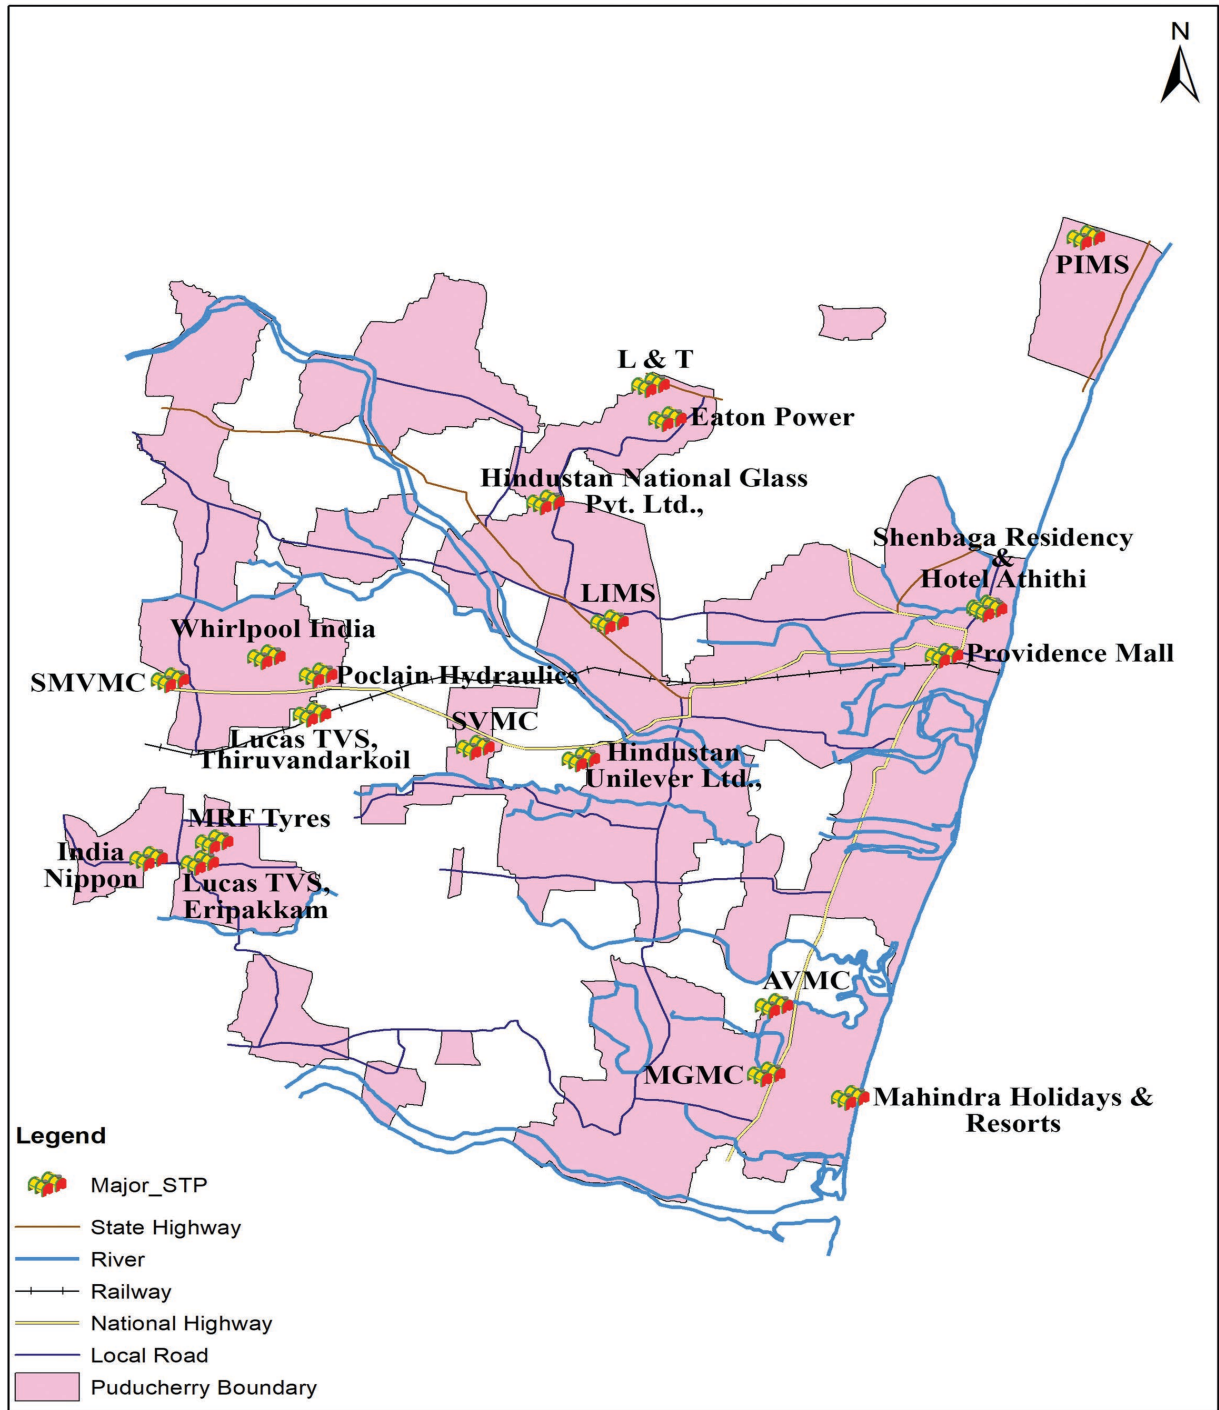 N
PIMS
L & T
Eaton Power
Hindustan National Glass
Pvt. Ltd.,
Shenbaga Residency
&
Hotel Athithi
LIMS
Whirlpool India
Providence Mall
SMVMC
Poclain Hydraulics
SVMC
Lucas TVS,
Thiruvandarkoil
Hindustan
Unilever Ltd.,
MRF Tyres
India
Nippon
Lucas TVS,
Eripakkam
AVMC
MGMC
Mahindra Holidays &
Resorts
Legend
Major_STP
State Highway
River
Railway
National Highway
Local Road
Puducherry Boundary